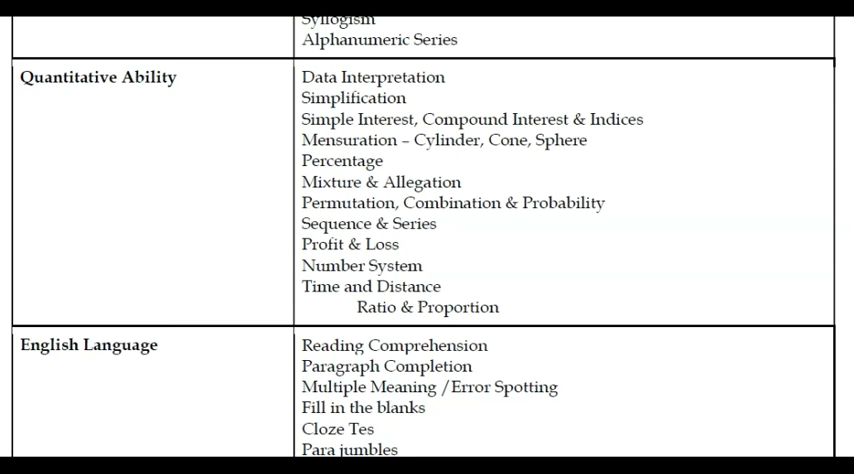 Syllogism
Alphanumeric Series
Quantitative Ability
Data Interpretation
Simplification
Simple Interest, Compound Interest & Indices
Mensuration – Cylinder, Cone, Sphere
Percentage
Mixture & Allegation
Permutation, Combination & Probability
Sequence & Series
Profit & Loss
Number System
Time and Distance
Ratio & Proportion
English Language
Reading Comprehension
Paragraph Completion
Multiple Meaning /Error Spotting
Fill in the blanks
Cloze Tes
Para jumbles